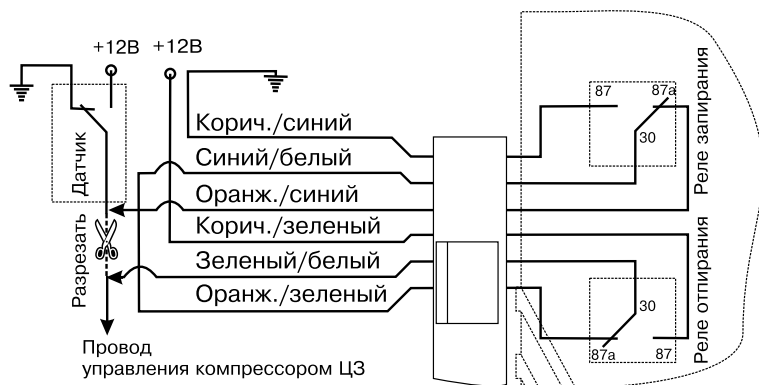 +12В
+12В
Датчик
Разрезать
Корич./синий
Синий/белый
Оранж./синий
Корич./зеленый
Зеленый/белый
Оранж./зеленый
Провод
управления компрессором ЦЗ
87
87а
30
Реле запирания
30
87а
87
Реле отпирания